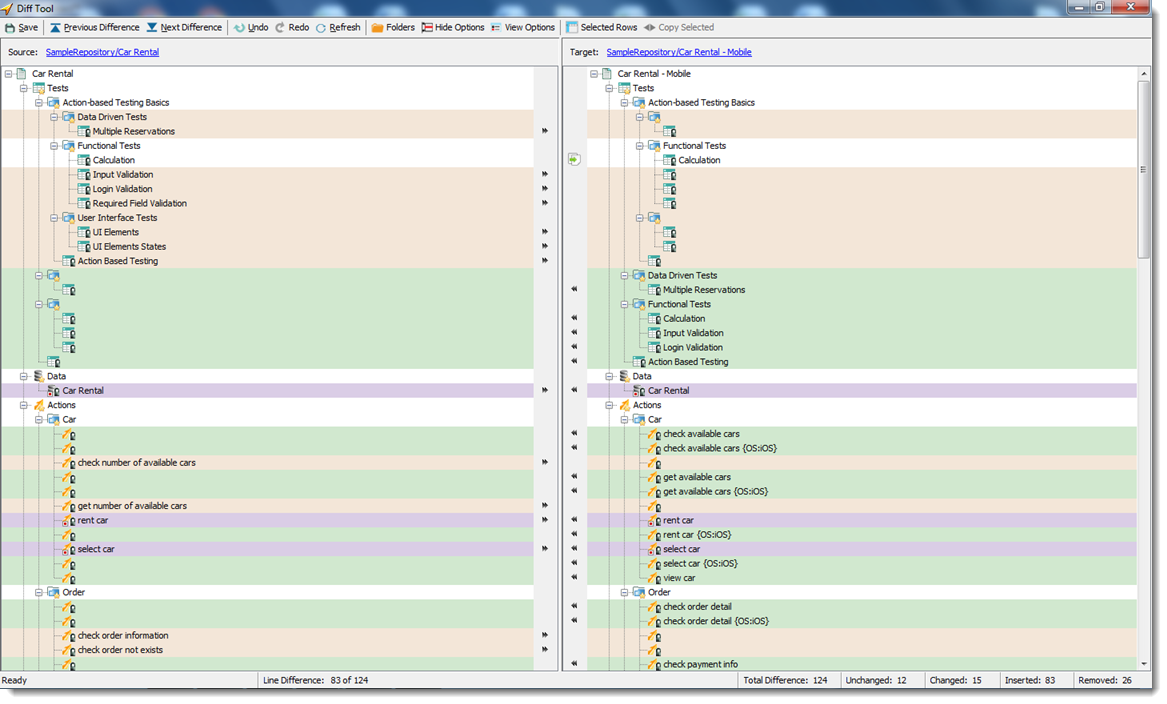 Diff Tool
Save Previous Difference Next Difference Undo Redo Refresh Folders Hide Options View Options Selected Rows Copy Selected
Source: SampleRepository/Car Rental
Target: SampleRepository/Car Rental - Mobile
Car Rental
Tests
Action-based Testing Basics
Data Driven Tests
Multiple Reservations
Functional Tests
Calculation
Input Validation
Login Validation
Required Field Validation
User Interface Tests
UI Elements
UI Elements States
Action Based Testing
Data
Car Rental
Actions
Car
check number of available cars
get number of available cars
rent car
select car
Order
check order information
check order not exists
Car Rental - Mobile
Tests
Action-based Testing Basics
Functional Tests
Calculation
Data Driven Tests
Multiple Reservations
Functional Tests
Calculation
Input Validation
Login Validation
Action Based Testing
Data
Car Rental
Actions
Car
check available cars
check available cars {OS:iOS}
get available cars
get available cars {OS:iOS}
rent car
rent car {OS:iOS}
select car
select car {OS:iOS}
view car
Order
check order detail
check order detail {OS:iOS}
check payment info
Ready
Line Difference: 83 of 124
Total Difference: 124
Unchanged: 12
Changed: 15
Inserted: 83
Removed: 26